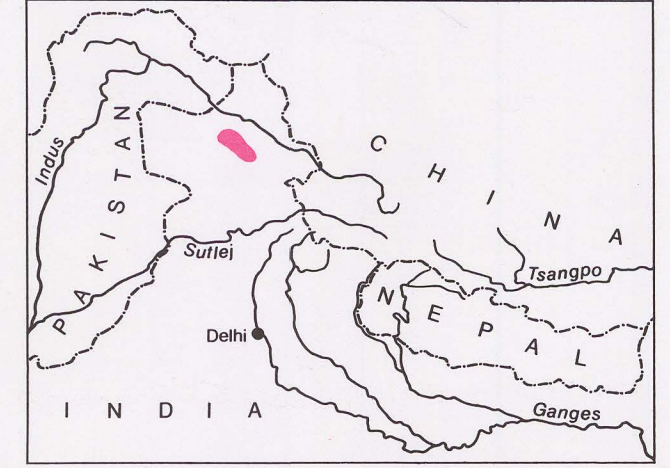 CHINA
Indus
PAKISTAN
Sutlej
Tsangpo
NEPAL
Delhi
INDIA
Ganges